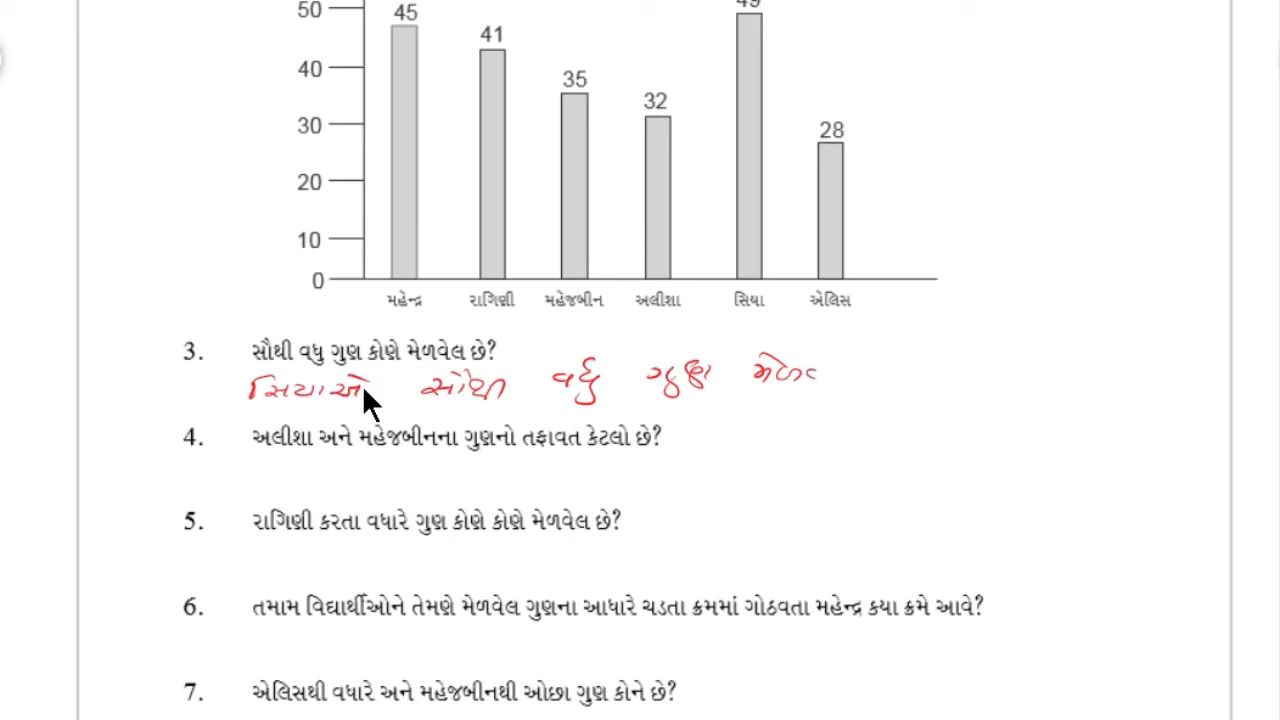 50
45
49
41
40
35
32
30
28
20
10
0
મહેન્દ્ર રાગિણી મહેજબીન અલીશા સિયા એલિસ
3. સૌથી વધુ ગુણ કોણે મેળવેલ છે?
સિયાએ સૌથી વધુ ગુણ મેળવ
4. અલીશા અને મહેજબીનના ગુણનો તફાવત કેટલો છે?
5. રાગિણી કરતા વધારે ગુણ કોણે કોણે મેળવેલ છે?
6. તમામ વિદ્યાર્થીઓને તેમણે મેળવેલ ગુણના આધારે ચડતા ક્રમમાં ગોઠવતા મહેન્દ્ર કયા ક્રમે આવે?
7. એલિસથી વધારે અને મહેજબીનથી ઓછા ગુણ કોને છે?